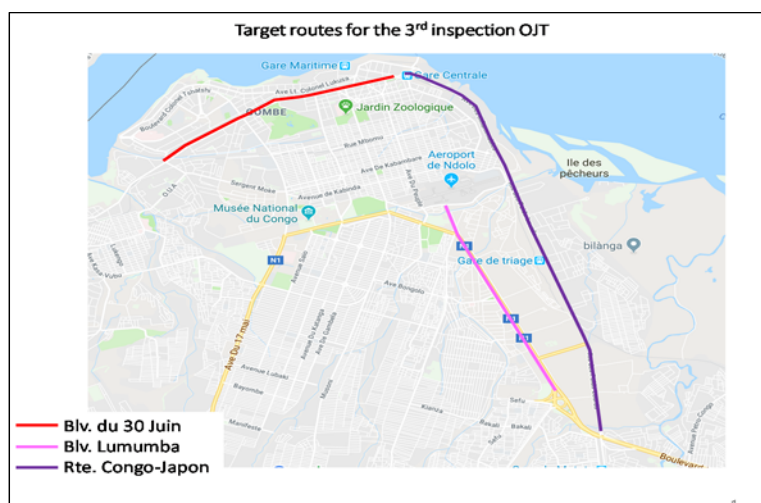 Target routes for the 3rd inspection OJT
Gare Maritime
Ave Lt. Colonel Lukusa
Gare Centrale
Boulevard Colonel Tshatshi
GOMBE
Jardin Zoologique
Rue Mbomu
Ave De Kabambare
Aeroport
de Ndolo
Ile des
pêcheurs
OUA
Sergent Moke
Avenue de Kabinda
Musée National
du Congo
bilanga
N1
Avenue Saio
Gare de triage
Ave Bongolo
Ave Du 17 mai
Avenue Lubaki
Bayombe
Manifeste
Kianza
Sefu
Bakali
Bakali
Sefu
Boulevard
Blv. du 30 Juin
Blv. Lumumba
Rte. Congo-Japon